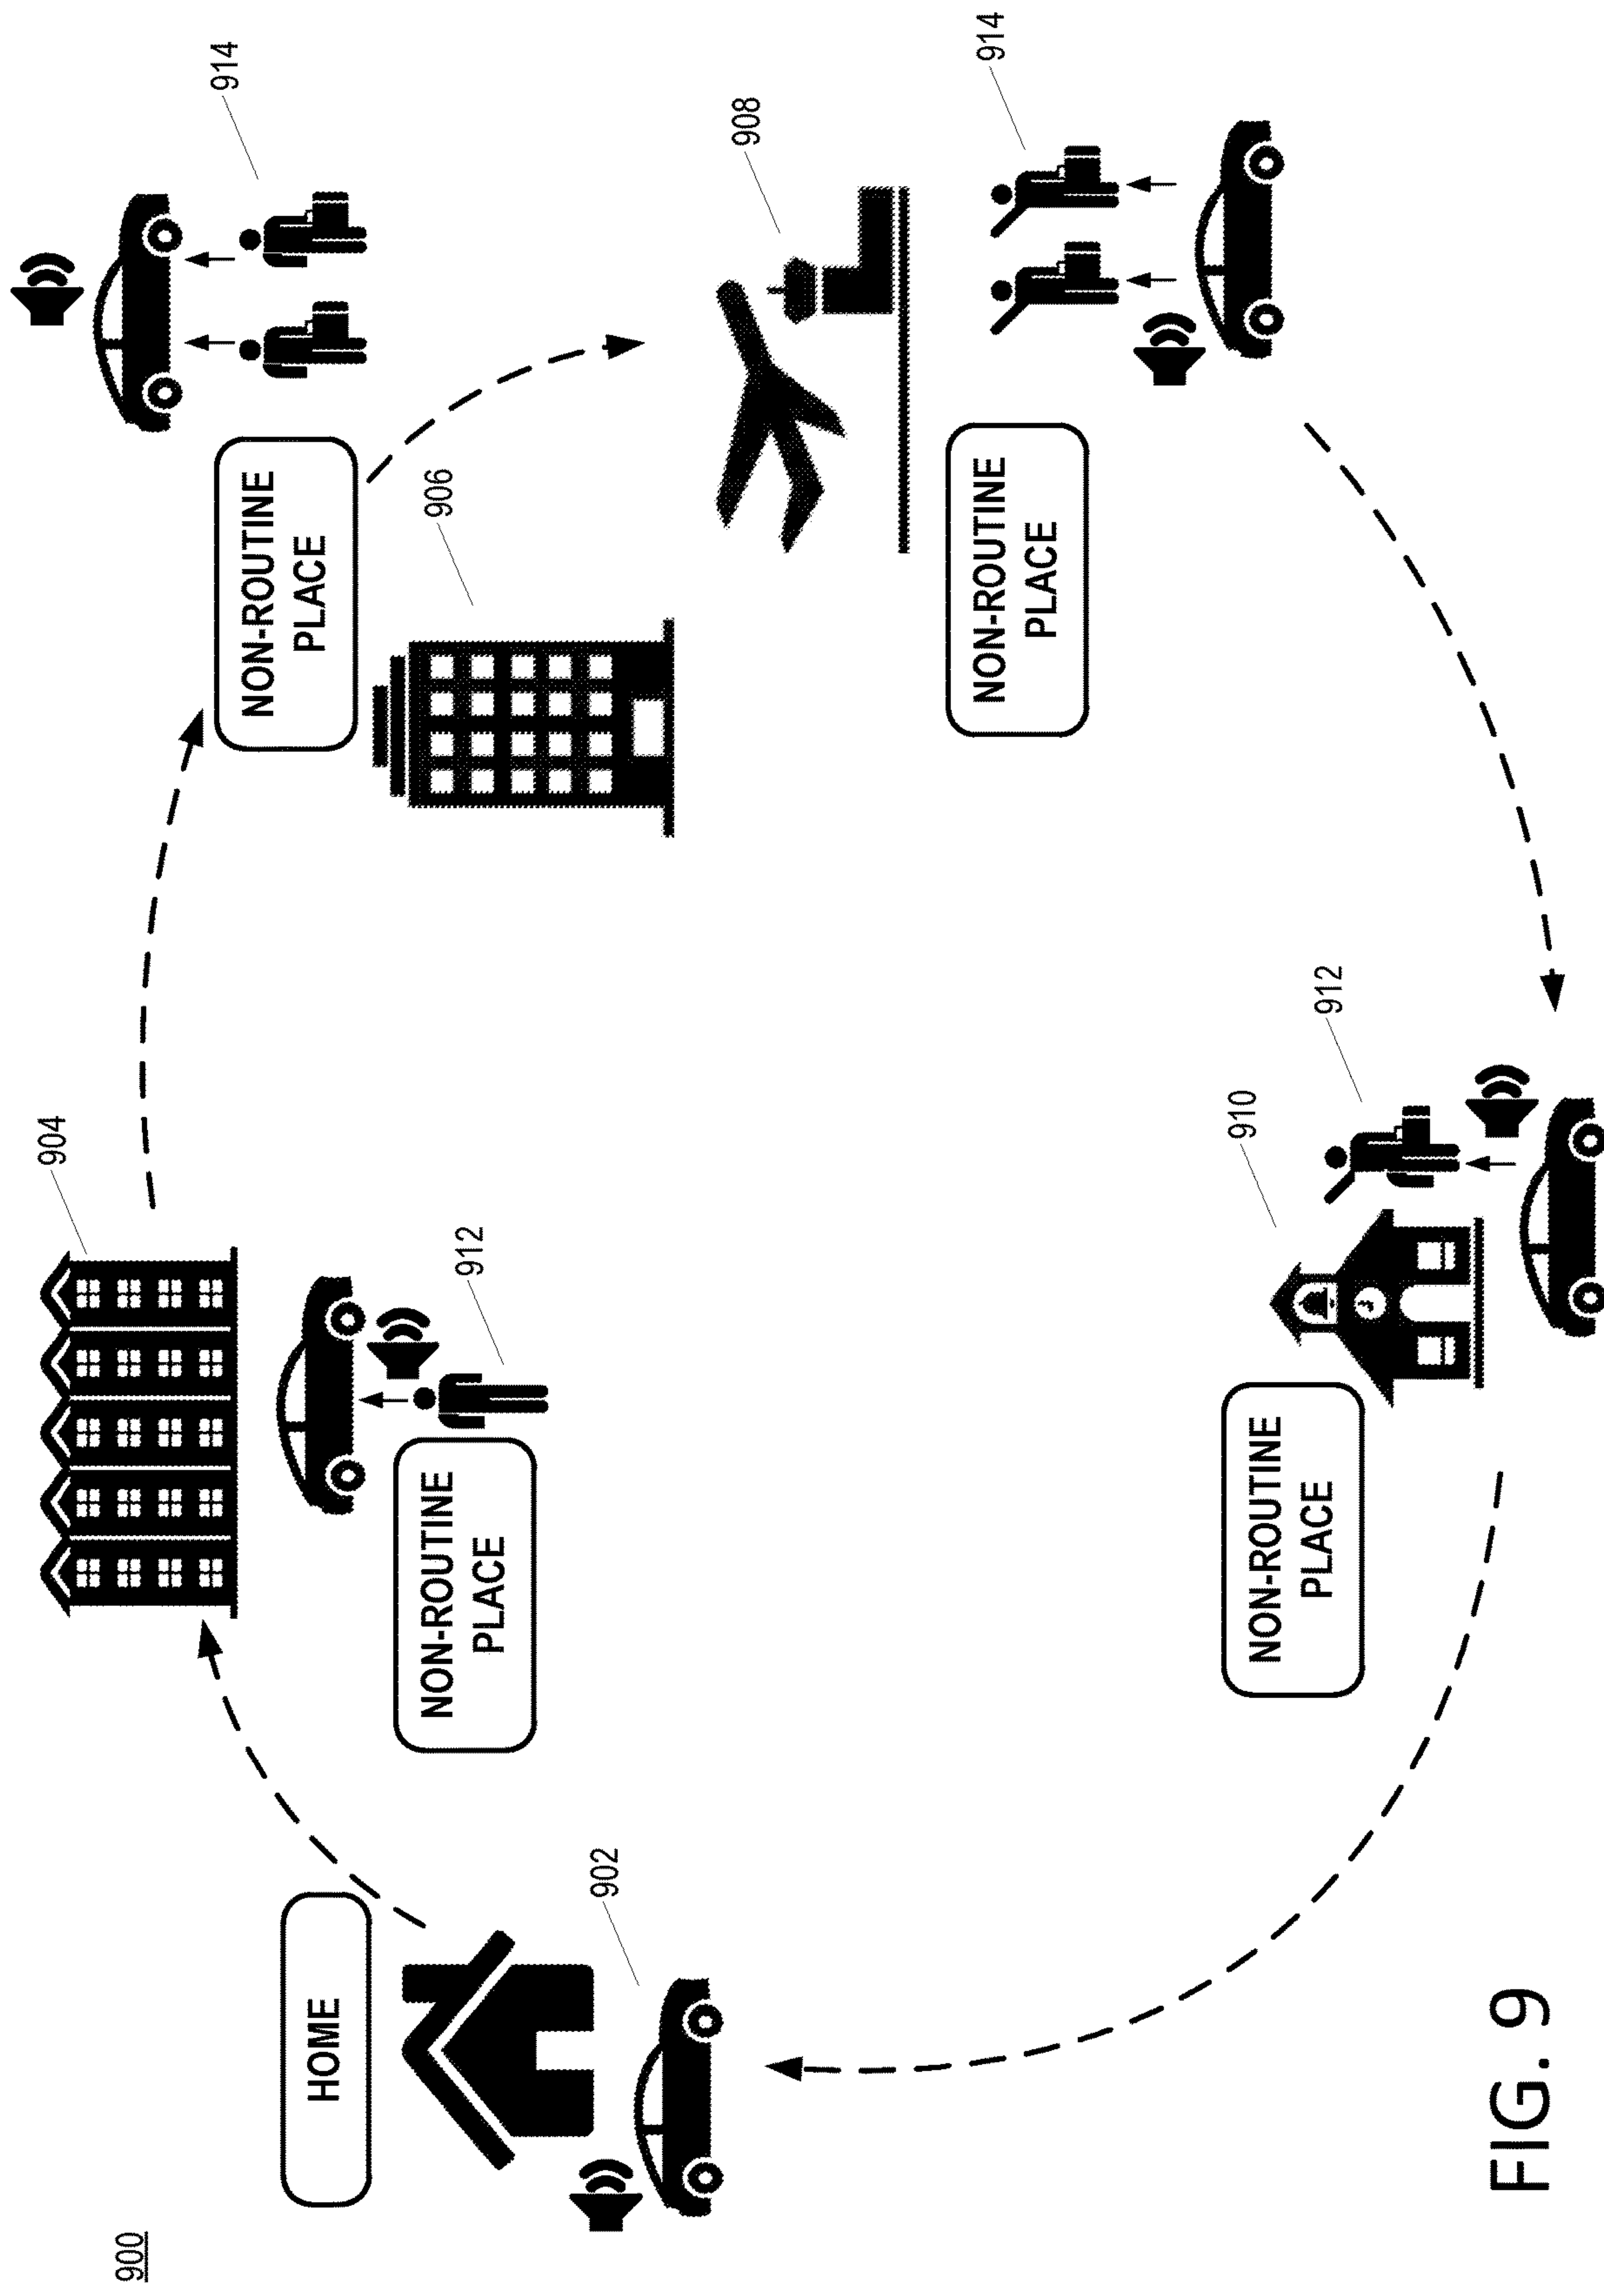 900
904
914
NON-ROUTINE
PLACE
HOME
906
NON-ROUTINE
PLACE
912
902
908
914
NON-ROUTINE
PLACE
910
NON-ROUTINE
PLACE
912
FIG. 9